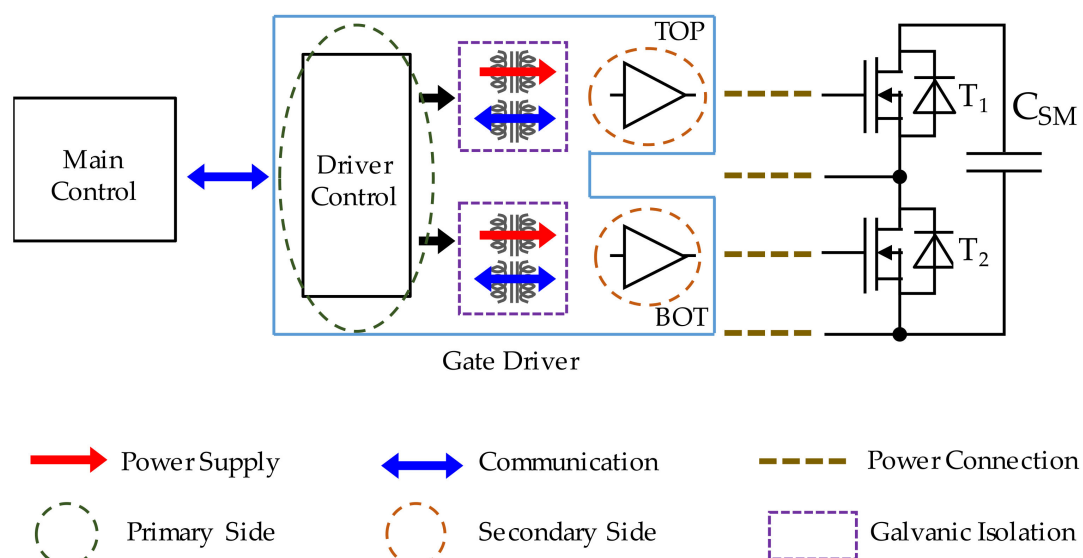 TOP
Main
Control
Driver
Control
T1
CSM
T2
BOT
Gate Driver
Power Supply
Communication
Power Connection
Primary Side
Secondary Side
Galvanic Isolation